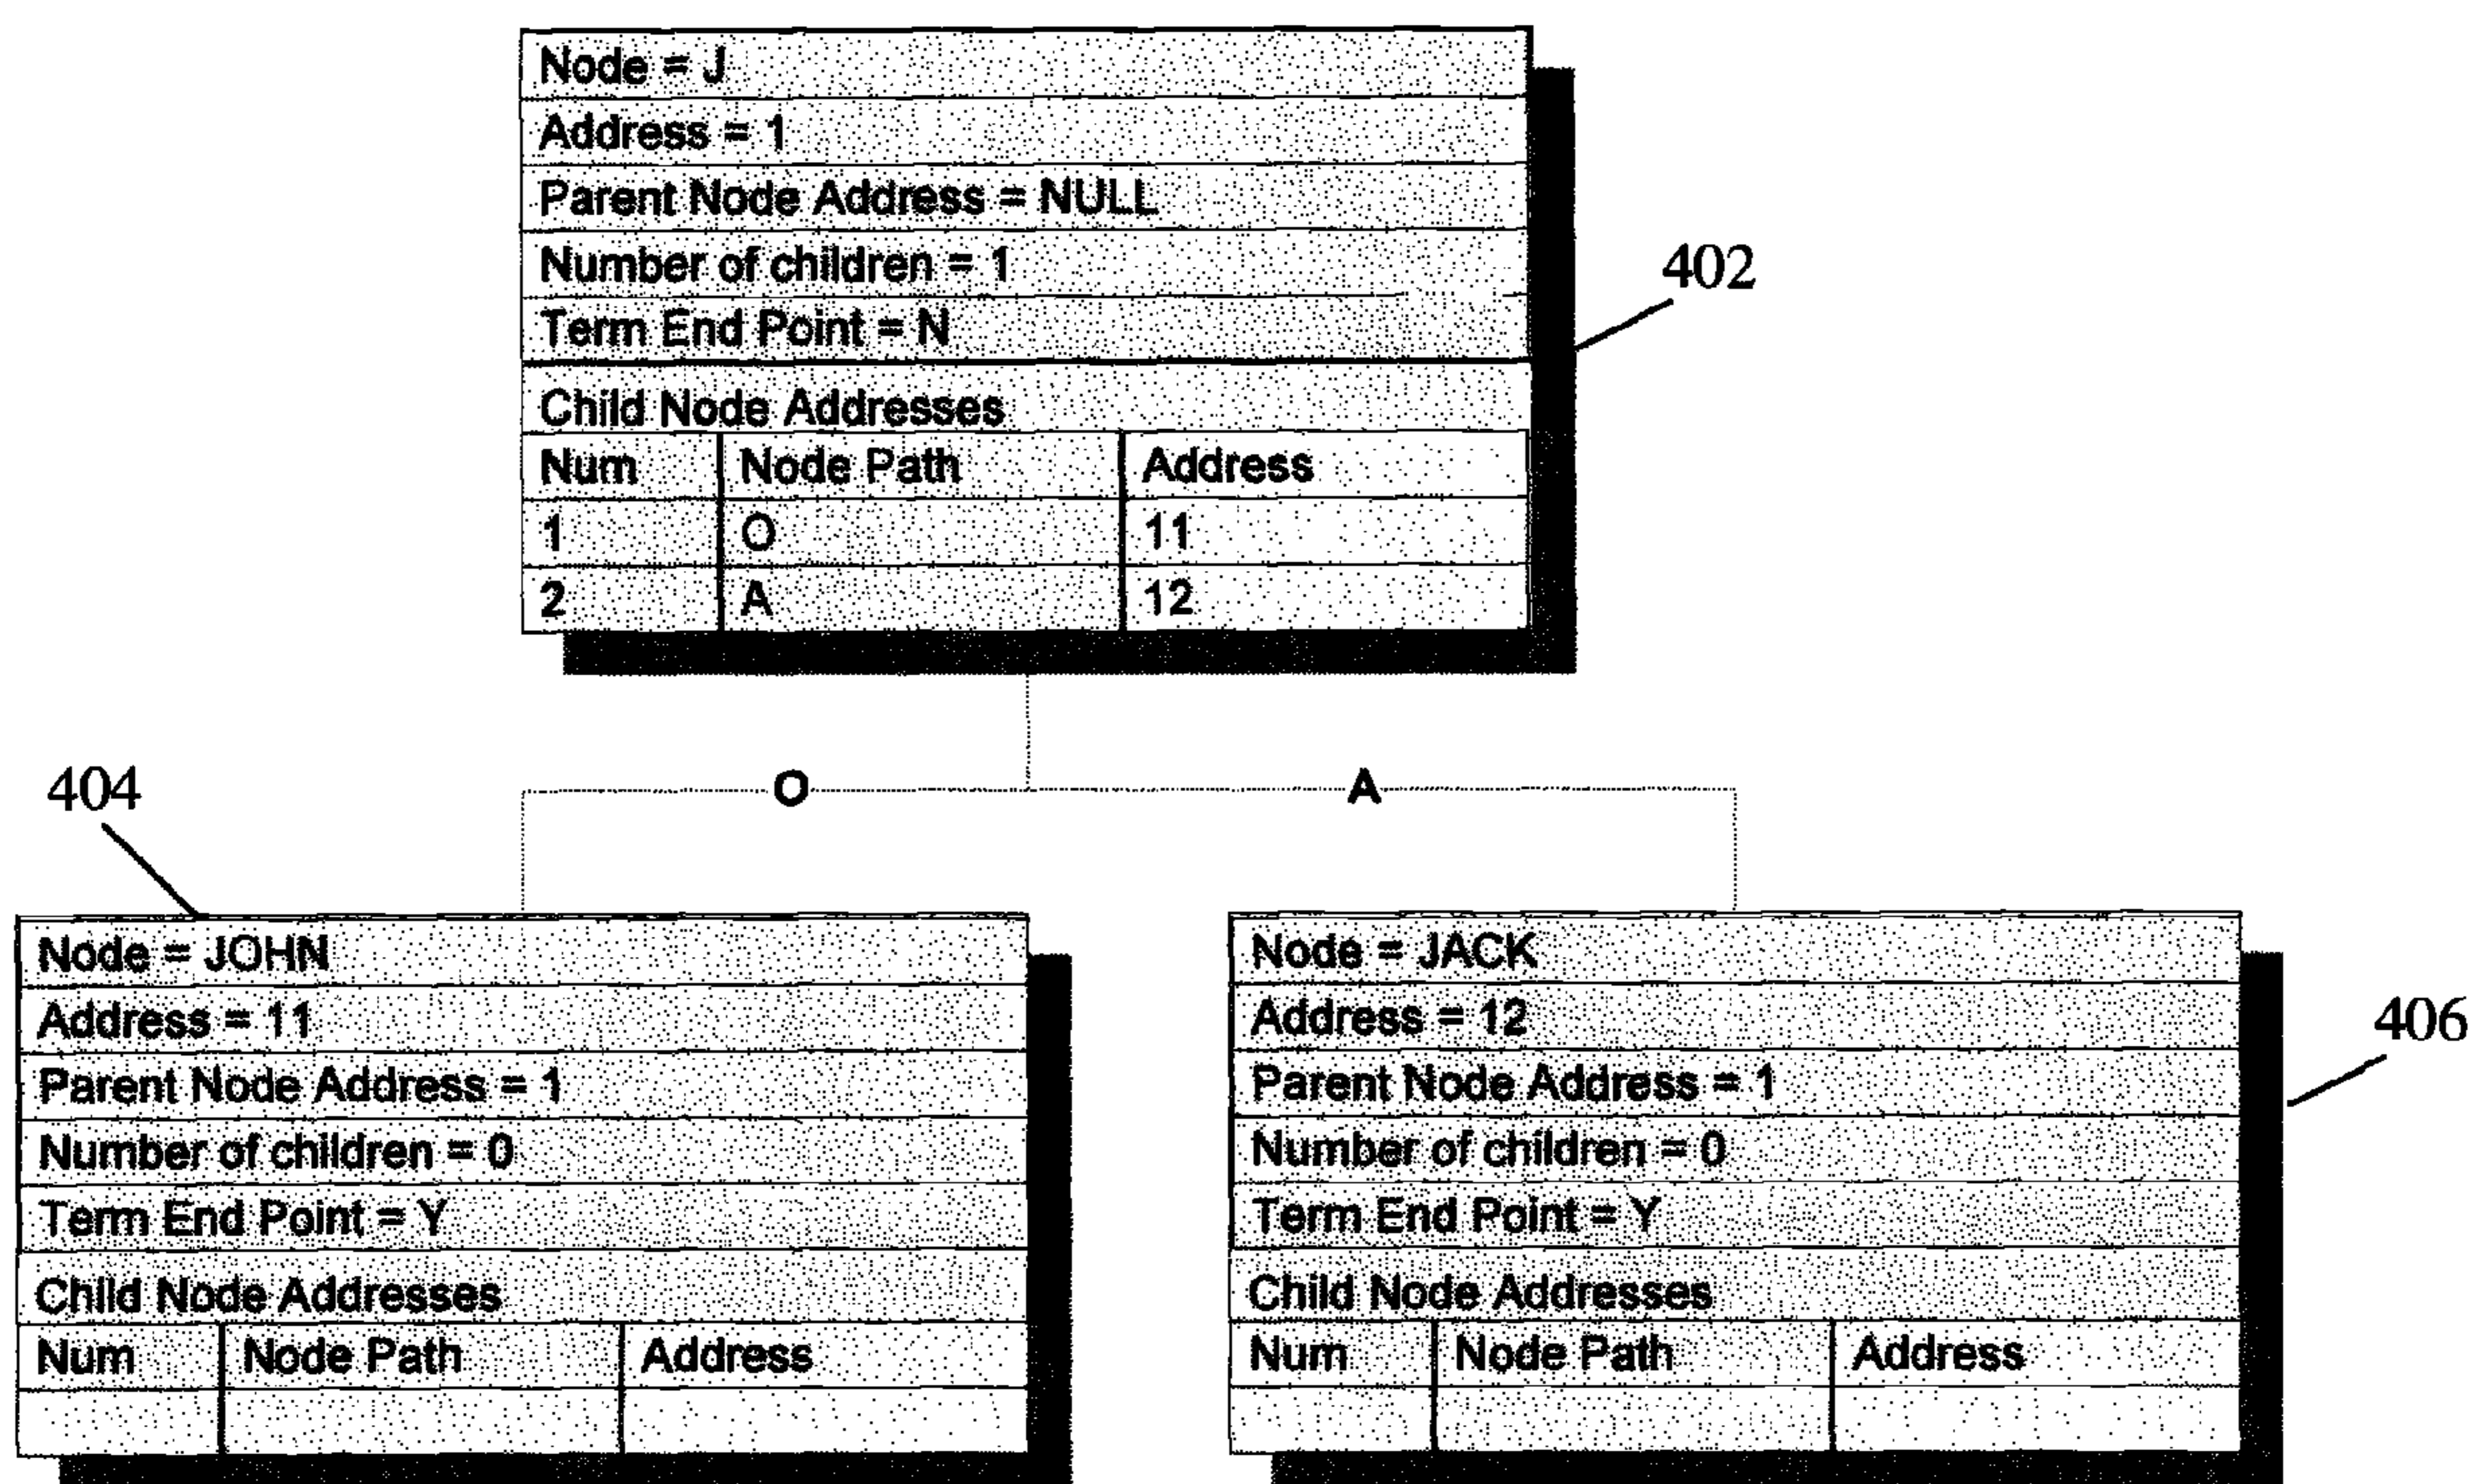 Node = J
Address = 1
Parent Node Address = NULL
Number of children = 1
Term End Point = N
402
Child Node Addresses
Num Node Path Address
1 O 11
2 A 12
O A
404
Node = JOHN
Address = 11
Parent Node Address = 1
Number of children = 0
Term End Point = Y
Child Node Addresses
Num Node Path Address
Node = JACK
Address = 12
Parent Node Address = 1
Number of children = 0
Term End Point = Y
Child Node Addresses
Num Node Path Address
406